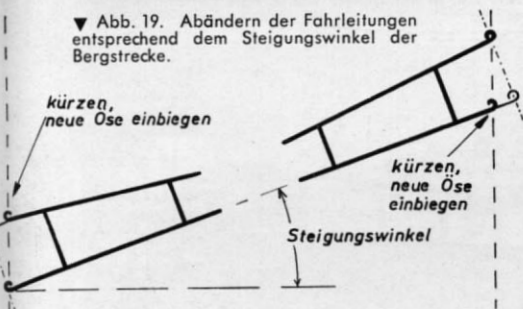 ▼ Abb. 19. Abändern der Fahrleitungen
entsprechend dem Steigungswinkel der
Bergstrecke.
kürzen,
neue Öse einbiegen
kürzen,
neue Öse
einbiegen
Steigungswinkel